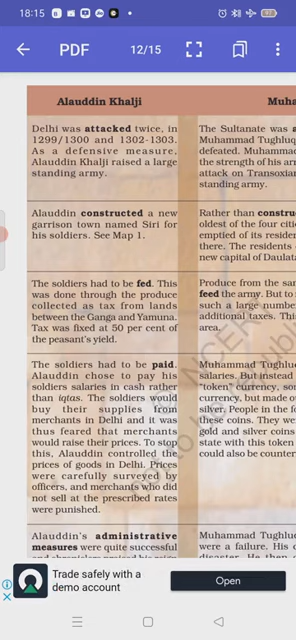 18:15
PDF
12/15
Alauddin Khalji
Muha
Delhi was attacked twice, in
1299/1300 and 1302-1303.
As a defensive measure,
Alauddin Khalji raised a large
standing army.
The Sultanate was a
Muhammad Tughluq
defeated. Muhammad
the strength of his arm
attack on Transoxian
standing army.
Alauddin constructed a new
garrison town named Siri for
his soldiers. See Map 1.
Rather than constru
oldest of the four citi
emptied of its residen
there. The residents
new capital of Daulata
The soldiers had to be fed. This
was done through the produce
collected as tax from lands
between the Ganga and Yamuna.
Tax was fixed at 50 per cent of
the peasant's yield.
Produce from the sam
feed the army. But to
such a large number
additional taxes. This
area.
The soldiers had to be paid.
Alauddin chose to pay his
soldiers salaries in cash rather
than iqtas. The soldiers would
buy their supplies from
merchants in Delhi and it was
thus feared that merchants
would raise their prices. To stop
this, Alauddin controlled the
prices of goods in Delhi. Prices
were carefully surveyed by
officers, and merchants who did
not sell at the prescribed rates
were punished.
Muhammad Tughluq
salaries. But instead
"token" currency, so
currency, but made ou
silver. People in the fo
these coins. They wer
gold and silver coins
state with this token
could also be counter
Alauddin's administrative
measures were quite successful
Muhammad Tughluq
were a failure. His c
Trade safely with a
demo account
Open